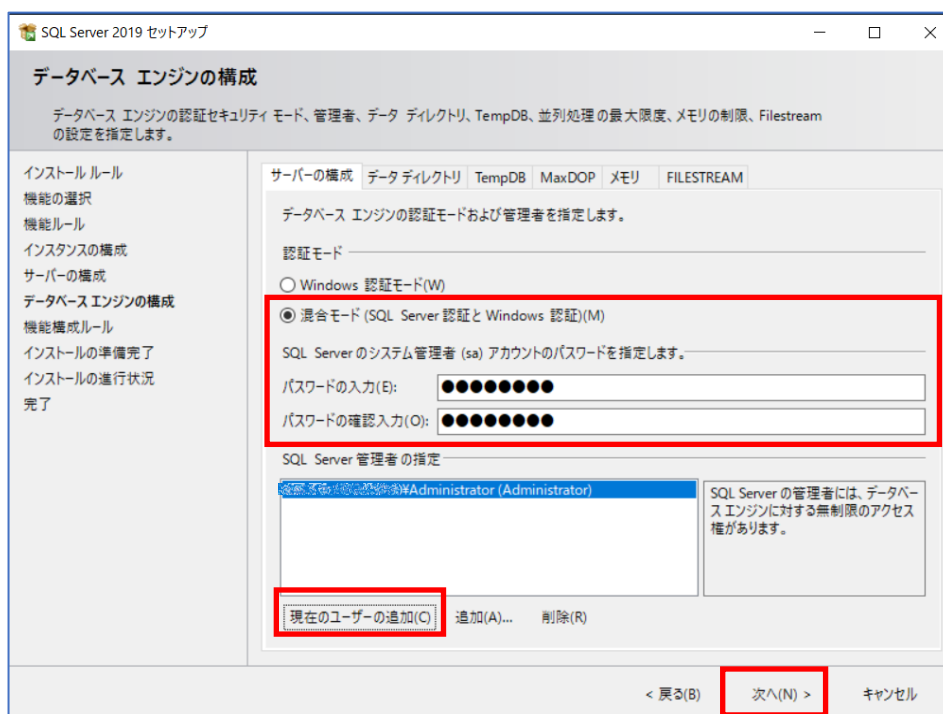 SQL Server 2019 セットアップ
データベース エンジンの構成
データベース エンジンの認証セキュリティ モード、管理者、データ ディレクトリ、TempDB、並列処理の最大限度、メモリの制限、Filestream
の設定を指定します。
インストール ルール
機能の選択
機能ルール
インスタンスの構成
サーバーの構成
データベース エンジンの構成
機能構成ルール
インストールの準備完了
インストールの進行状況
完了
サーバーの構成 データ ディレクトリ TempDB MaxDOP メモリ FILESTREAM
データベース エンジンの認証モードおよび管理者を指定します。
認証モード
Windows 認証モード(W)
混合モード (SQL Server 認証と Windows 認証)(M)
SQL Server のシステム管理者 (sa) アカウントのパスワードを指定します。
パスワードの入力(E): ●●●●●●●●
パスワードの確認入力(O): ●●●●●●●●
SQL Server 管理者の指定
¥Administrator (Administrator)
SQL Server の管理者には、データベー
ス エンジンに対する無制限のアクセス
権があります。
現在のユーザーの追加(C) 追加(A)... 削除(R)
< 戻る(B) 次へ(N) > キャンセル